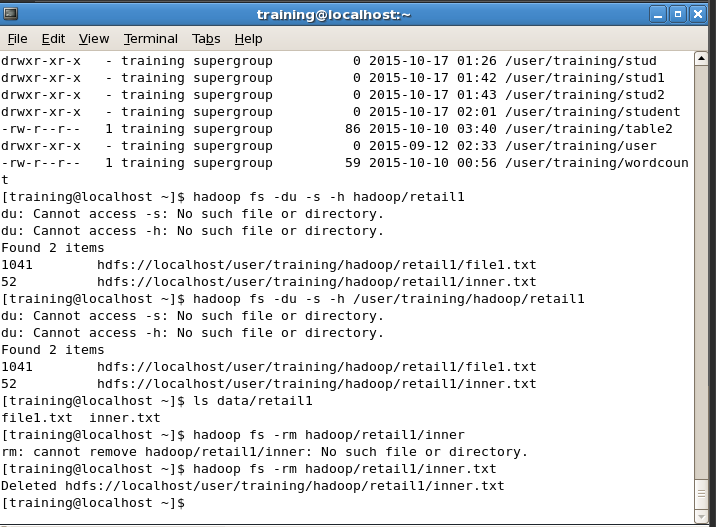 training@localhost:~
File Edit View Terminal Tabs Help
drwxr-xr-x   - training supergroup          0 2015-10-17 01:26 /user/training/stud
drwxr-xr-x   - training supergroup          0 2015-10-17 01:42 /user/training/stud1
drwxr-xr-x   - training supergroup          0 2015-10-17 01:43 /user/training/stud2
drwxr-xr-x   - training supergroup          0 2015-10-17 02:01 /user/training/student
-rw-r--r--   1 training supergroup         86 2015-10-10 03:40 /user/training/table2
drwxr-xr-x   - training supergroup          0 2015-09-12 02:33 /user/training/user
-rw-r--r--   1 training supergroup         59 2015-10-10 00:56 /user/training/wordcoun
t
[training@localhost ~]$ hadoop fs -du -s -h hadoop/retail1
du: Cannot access -s: No such file or directory.
du: Cannot access -h: No such file or directory.
Found 2 items
1041        hdfs://localhost/user/training/hadoop/retail1/file1.txt
52          hdfs://localhost/user/training/hadoop/retail1/inner.txt
[training@localhost ~]$ hadoop fs -du -s -h /user/training/hadoop/retail1
du: Cannot access -s: No such file or directory.
du: Cannot access -h: No such file or directory.
Found 2 items
1041        hdfs://localhost/user/training/hadoop/retail1/file1.txt
52          hdfs://localhost/user/training/hadoop/retail1/inner.txt
[training@localhost ~]$ ls data/retail1
file1.txt  inner.txt
[training@localhost ~]$ hadoop fs -rm hadoop/retail1/inner
rm: cannot remove hadoop/retail1/inner: No such file or directory.
[training@localhost ~]$ hadoop fs -rm hadoop/retail1/inner.txt
Deleted hdfs://localhost/user/training/hadoop/retail1/inner.txt
[training@localhost ~]$